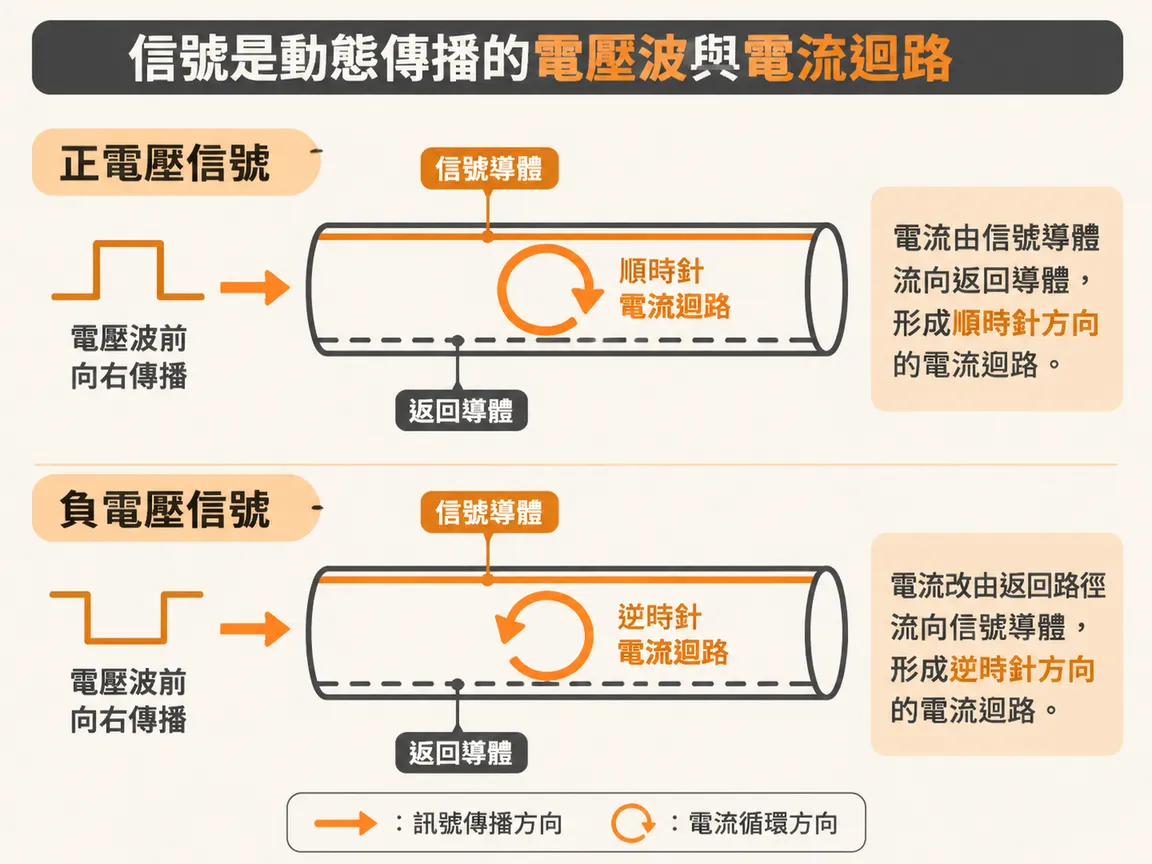 信號是動態傳播的電壓波與電流迴路
正電壓信號
信號導體
順時針
電流迴路
電壓波前
向右傳播
返回導體
電流由信號導體
流向返回導體，
形成順時針方向
的電流迴路。
負電壓信號
信號導體
逆時針
電流迴路
電壓波前
向右傳播
返回導體
電流改由返回路徑
流向信號導體，
形成逆時針方向
的電流迴路。
：訊號傳播方向
：電流循環方向